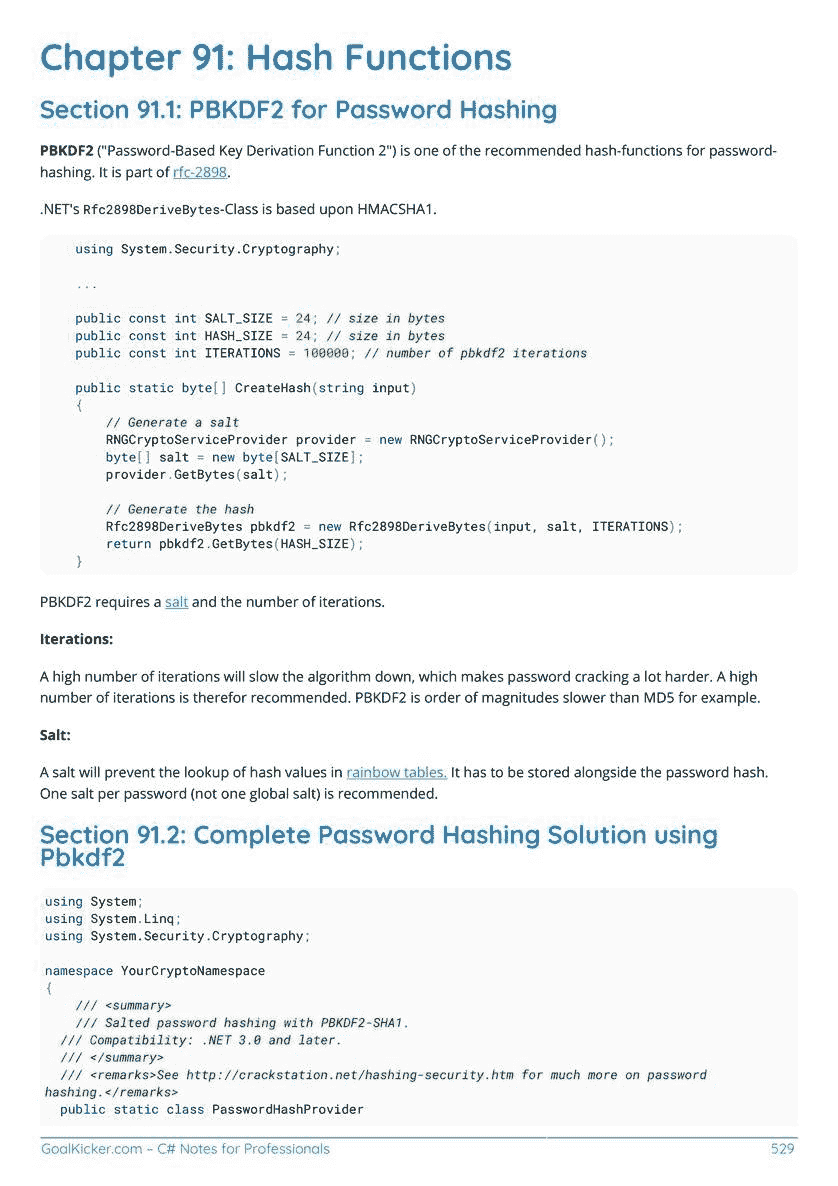 Chapter 91: Hash Functions
Section 91.1: PBKDF2 for Password Hashing
PBKDF2 ("Password-Based Key Derivation Function 2") is one of the recommended hash-functions for password-
hashing. It is part of rfc-2898.
.NET's Rfc2898DeriveBytes-Class is based upon HMACSHA1.
using System.Security.Cryptography;
...
public const int SALT_SIZE = 24; // size in bytes
public const int HASH_SIZE = 24; // size in bytes
public const int ITERATIONS = 100000; // number of pbkdf2 iterations
public static byte[] CreateHash(string input)
{
// Generate a salt
RNGCryptoServiceProvider provider = new RNGCryptoServiceProvider();
byte[] salt = new byte[SALT_SIZE];
provider.GetBytes(salt);
// Generate the hash
Rfc2898DeriveBytes pbkdf2 = new Rfc2898DeriveBytes(input, salt, ITERATIONS);
return pbkdf2.GetBytes(HASH_SIZE);
}
PBKDF2 requires a salt and the number of iterations.
Iterations:
A high number of iterations will slow the algorithm down, which makes password cracking a lot harder. A high
number of iterations is therefor recommended. PBKDF2 is order of magnitudes slower than MD5 for example.
Salt:
A salt will prevent the lookup of hash values in rainbow tables. It has to be stored alongside the password hash.
One salt per password (not one global salt) is recommended.
Section 91.2: Complete Password Hashing Solution using
Pbkdf2
using System;
using System.Linq;
using System.Security.Cryptography;
namespace YourCryptoNamespace
{
/// <summary>
/// Salted password hashing with PBKDF2-SHA1.
/// Compatibility: .NET 3.0 and later.
/// </summary>
/// <remarks>See http://crackstation.net/hashing-security.htm for much more on password
hashing.</remarks>
public static class PasswordHashProvider
GoalKicker.com – C# Notes for Professionals
529